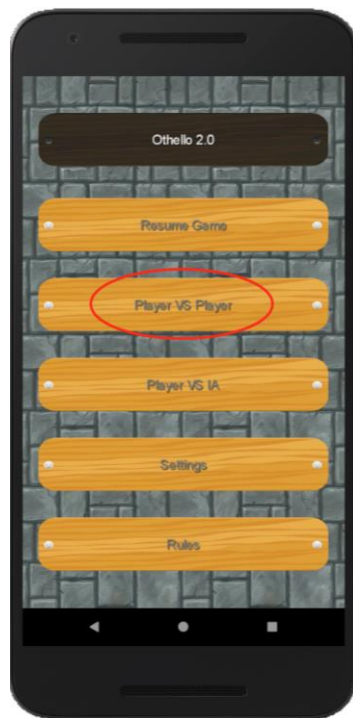 Othello 2.0
Resume Game
Player VS Player
Player VS IA
Settings
Rules